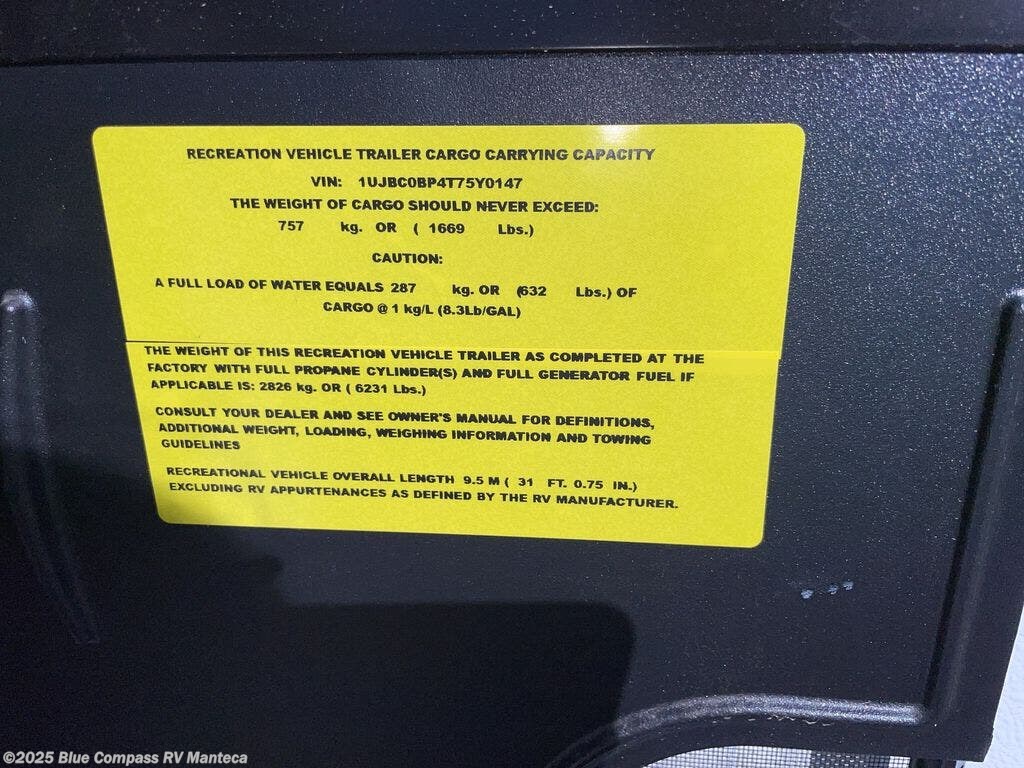 RECREATION VEHICLE TRAILER CARGO CARRYING CAPACITY
VIN: 1UJBC0BP4T75Y0147
THE WEIGHT OF CARGO SHOULD NEVER EXCEED:
757 kg. OR ( 1669 Lbs.)
CAUTION:
A FULL LOAD OF WATER EQUALS 287 kg. OR (632 Lbs.) OF
CARGO @ 1 kg/L (8.3Lb/GAL)
THE WEIGHT OF THIS RECREATION VEHICLE TRAILER AS COMPLETED AT THE
FACTORY WITH FULL PROPANE CYLINDER(S) AND FULL GENERATOR FUEL IF
APPLICABLE IS: 2826 kg. OR ( 6231 Lbs.)
CONSULT YOUR DEALER AND SEE OWNER'S MANUAL FOR DEFINITIONS,
ADDITIONAL WEIGHT, LOADING, WEIGHING INFORMATION AND TOWING
GUIDELINES
RECREATIONAL VEHICLE OVERALL LENGTH 9.5 M ( 31 FT. 0.75 IN.)
EXCLUDING RV APPURTENANCES AS DEFINED BY THE RV MANUFACTURER.
©2025 Blue Compass RV Manteca